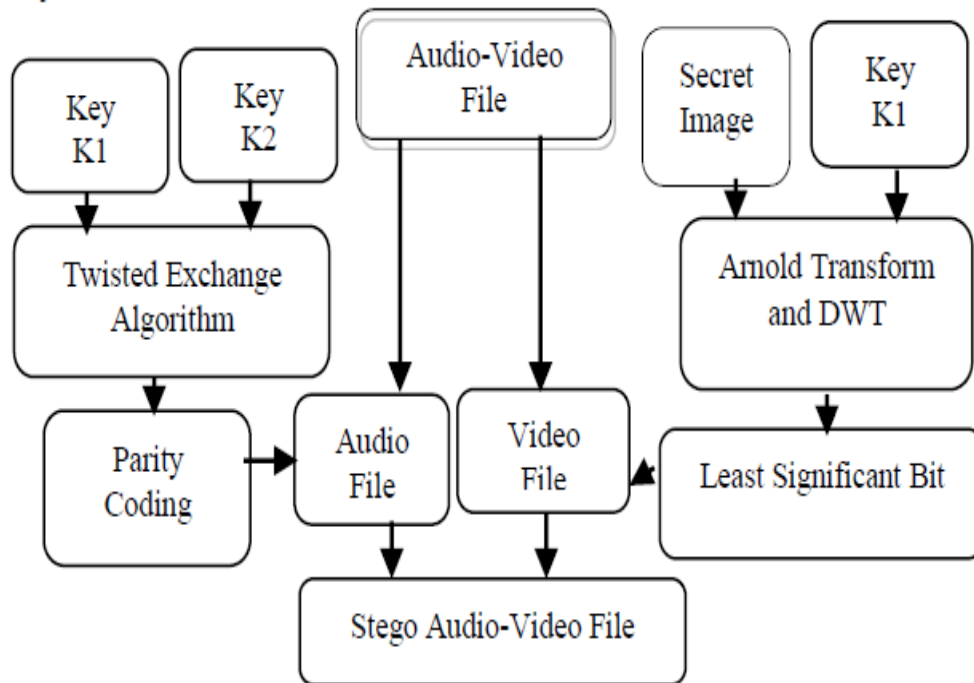 Key
K1
Key
K2
Audio-Video
File
Secret
Image
Key
K1
Twisted Exchange
Algorithm
Arnold Transform
and DWT
Parity
Coding
Audio
File
Video
File
Least Significant Bit
Stego Audio-Video File